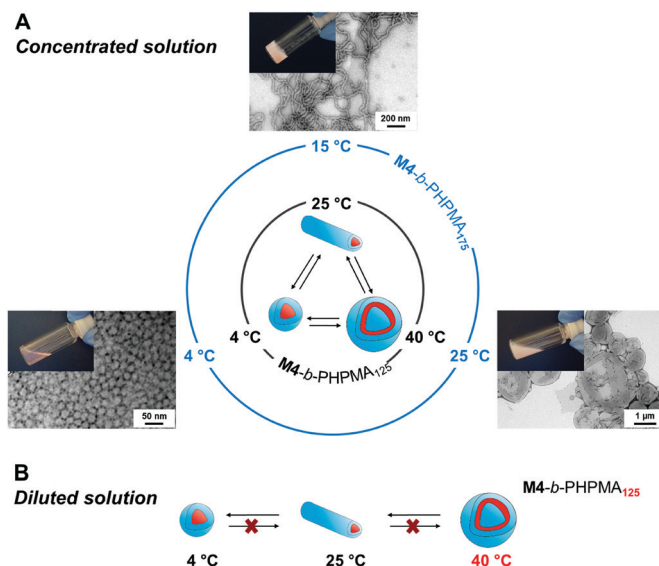 A
Concentrated solution
200 nm
15 °C
M4-b-PHPMA175
25 °C
4 °C
40 °C
M4-b-PHPMA125
4 °C
25 °C
50 nm
1 µm
B
Diluted solution
M4-b-PHPMA125
4 °C
25 °C
40 °C